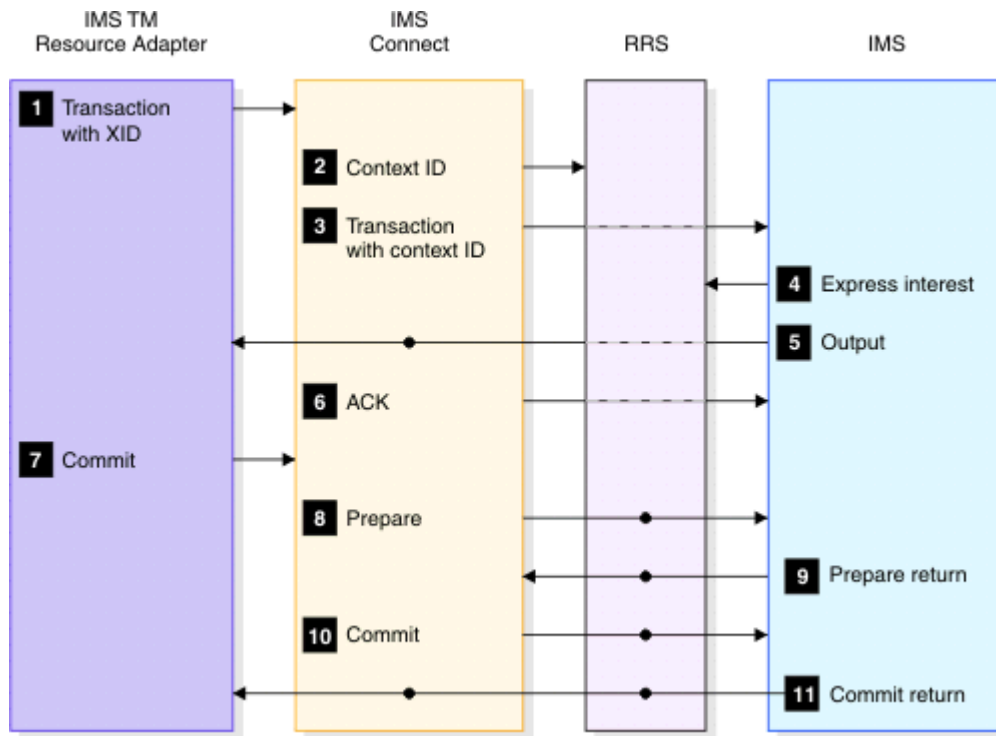 IMS TM
Resource Adapter
IMS
Connect
RRS
IMS
1 Transaction
with XID
2 Context ID
3 Transaction
with context ID
4 Express interest
5 Output
6 ACK
7 Commit
8 Prepare
9 Prepare return
10 Commit
11 Commit return